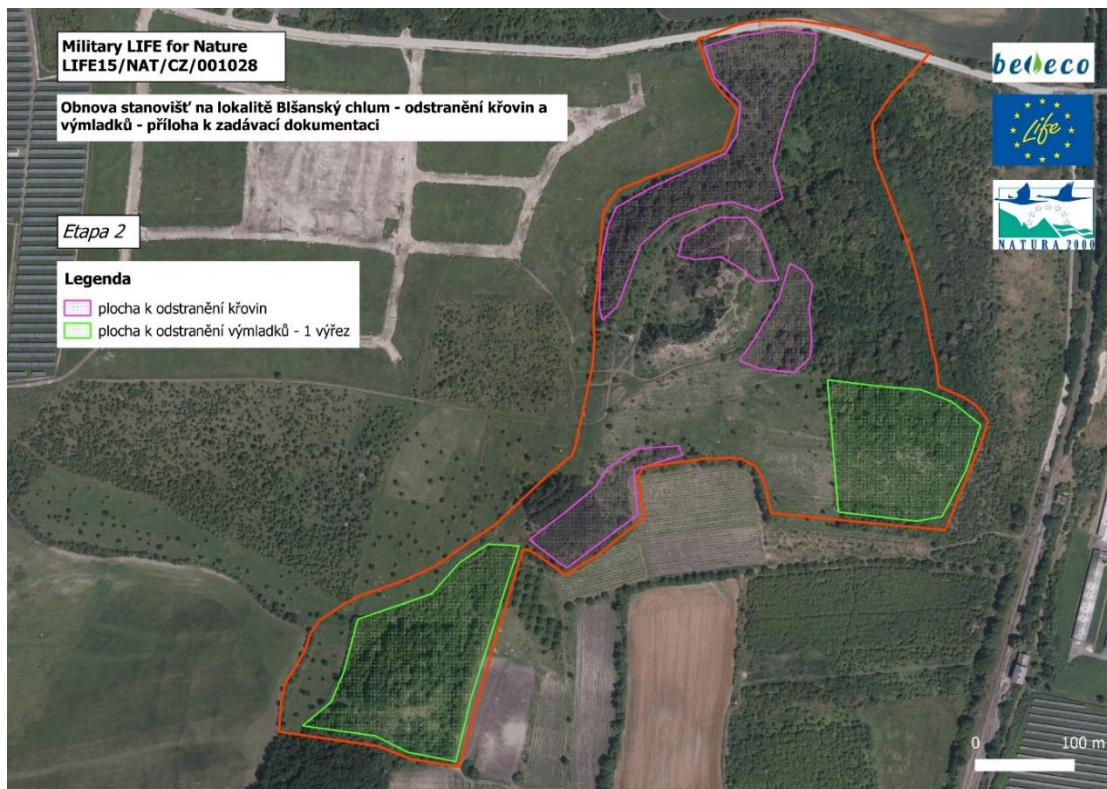 Military LIFE for Nature
LIFE15/NAT/CZ/001028
Obnova stanovišť na lokalitě Blšanský chlum - odstranění křovin a
výmladků - příloha k zadávací dokumentaci
Etapa 2
Legenda
plocha k odstranění křovin
plocha k odstranění výmladků - 1 výřez
beleco
Life
NATURA 2000
0 100 m